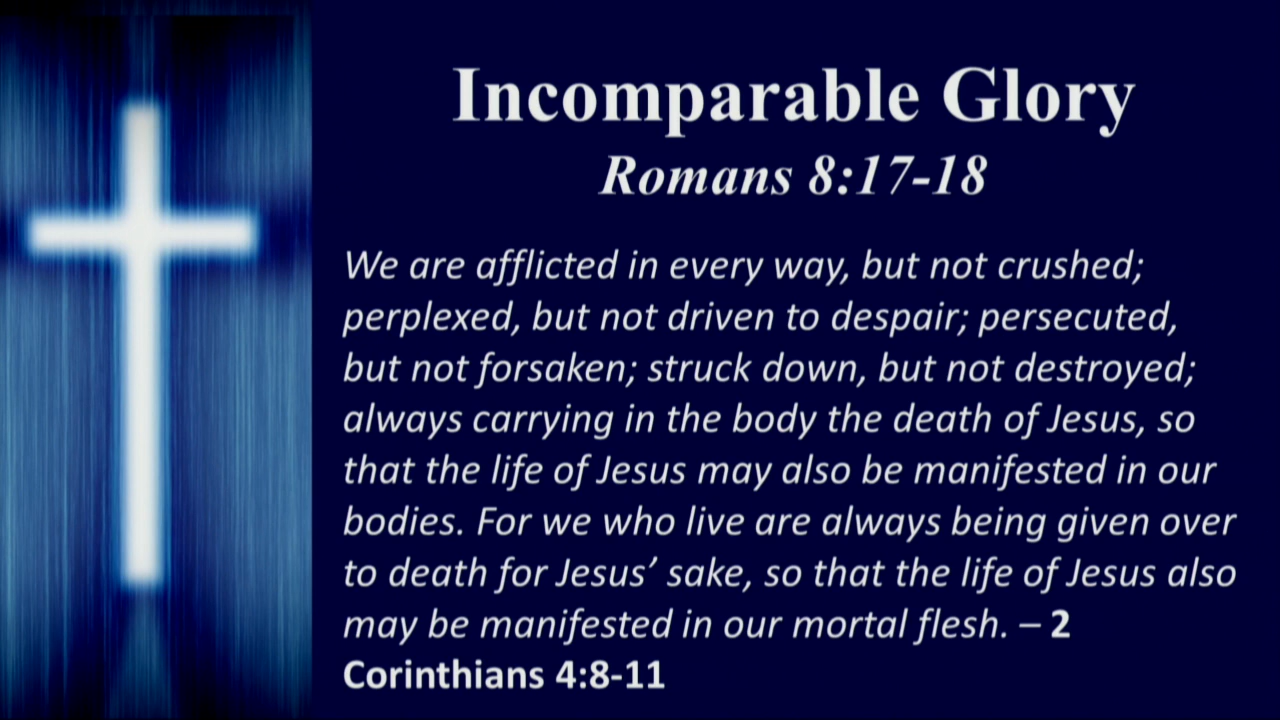 Incomparable Glory
Romans 8:17-18
We are afflicted in every way, but not crushed;
perplexed, but not driven to despair; persecuted,
but not forsaken; struck down, but not destroyed;
always carrying in the body the death of Jesus, so
that the life of Jesus may also be manifested in our
bodies. For we who live are always being given over
to death for Jesus’ sake, so that the life of Jesus also
may be manifested in our mortal flesh. – 2
Corinthians 4:8-11